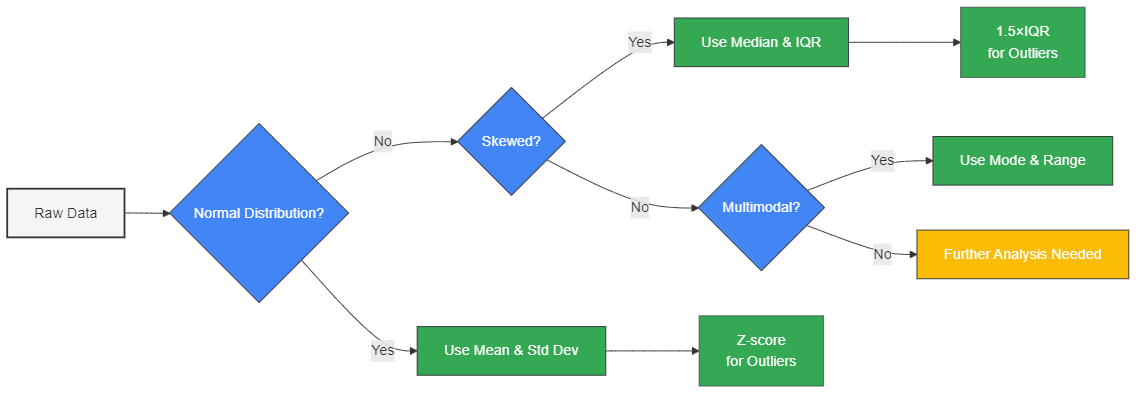 Raw Data
Normal Distribution?
No
Yes
Skewed?
Yes
No
Use Median & IQR
1.5×IQR
for Outliers
Multimodal?
Yes
No
Use Mode & Range
Further Analysis Needed
Use Mean & Std Dev
Z-score
for Outliers